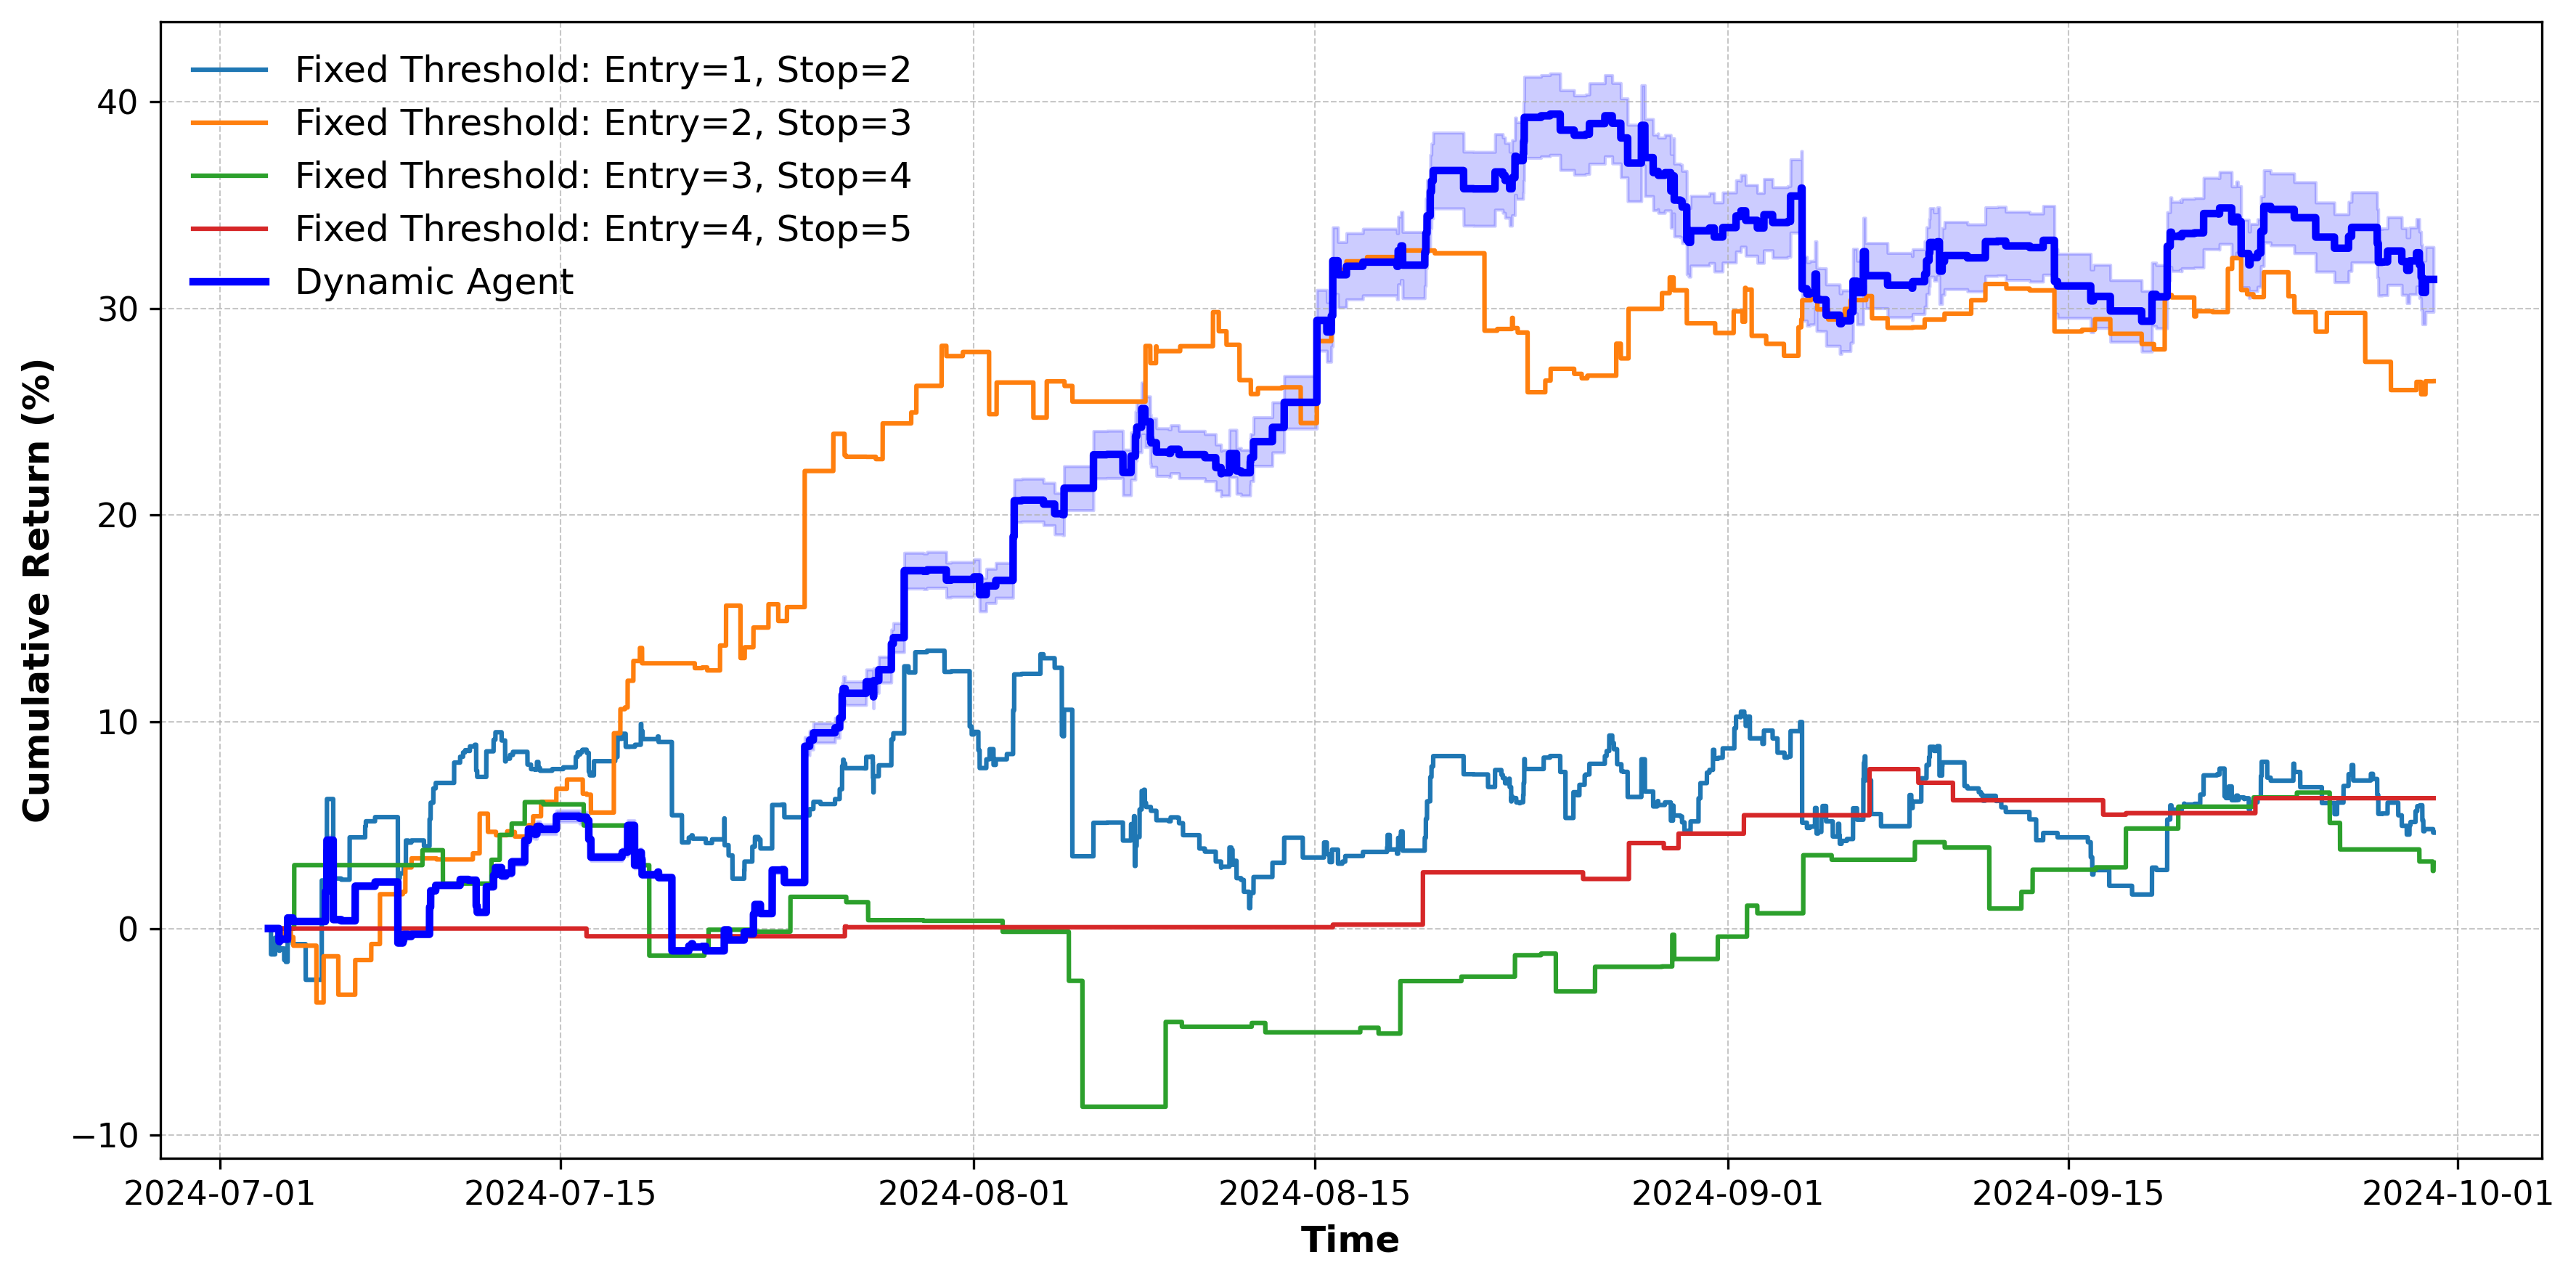 Fixed Threshold: Entry=1, Stop=2
Fixed Threshold: Entry=2, Stop=3
Fixed Threshold: Entry=3, Stop=4
Fixed Threshold: Entry=4, Stop=5
Dynamic Agent
Cumulative Return (%)
40
30
20
10
0
−10
2024-07-01 2024-07-15 2024-08-01 2024-08-15 2024-09-01 2024-09-15 2024-10-01
Time